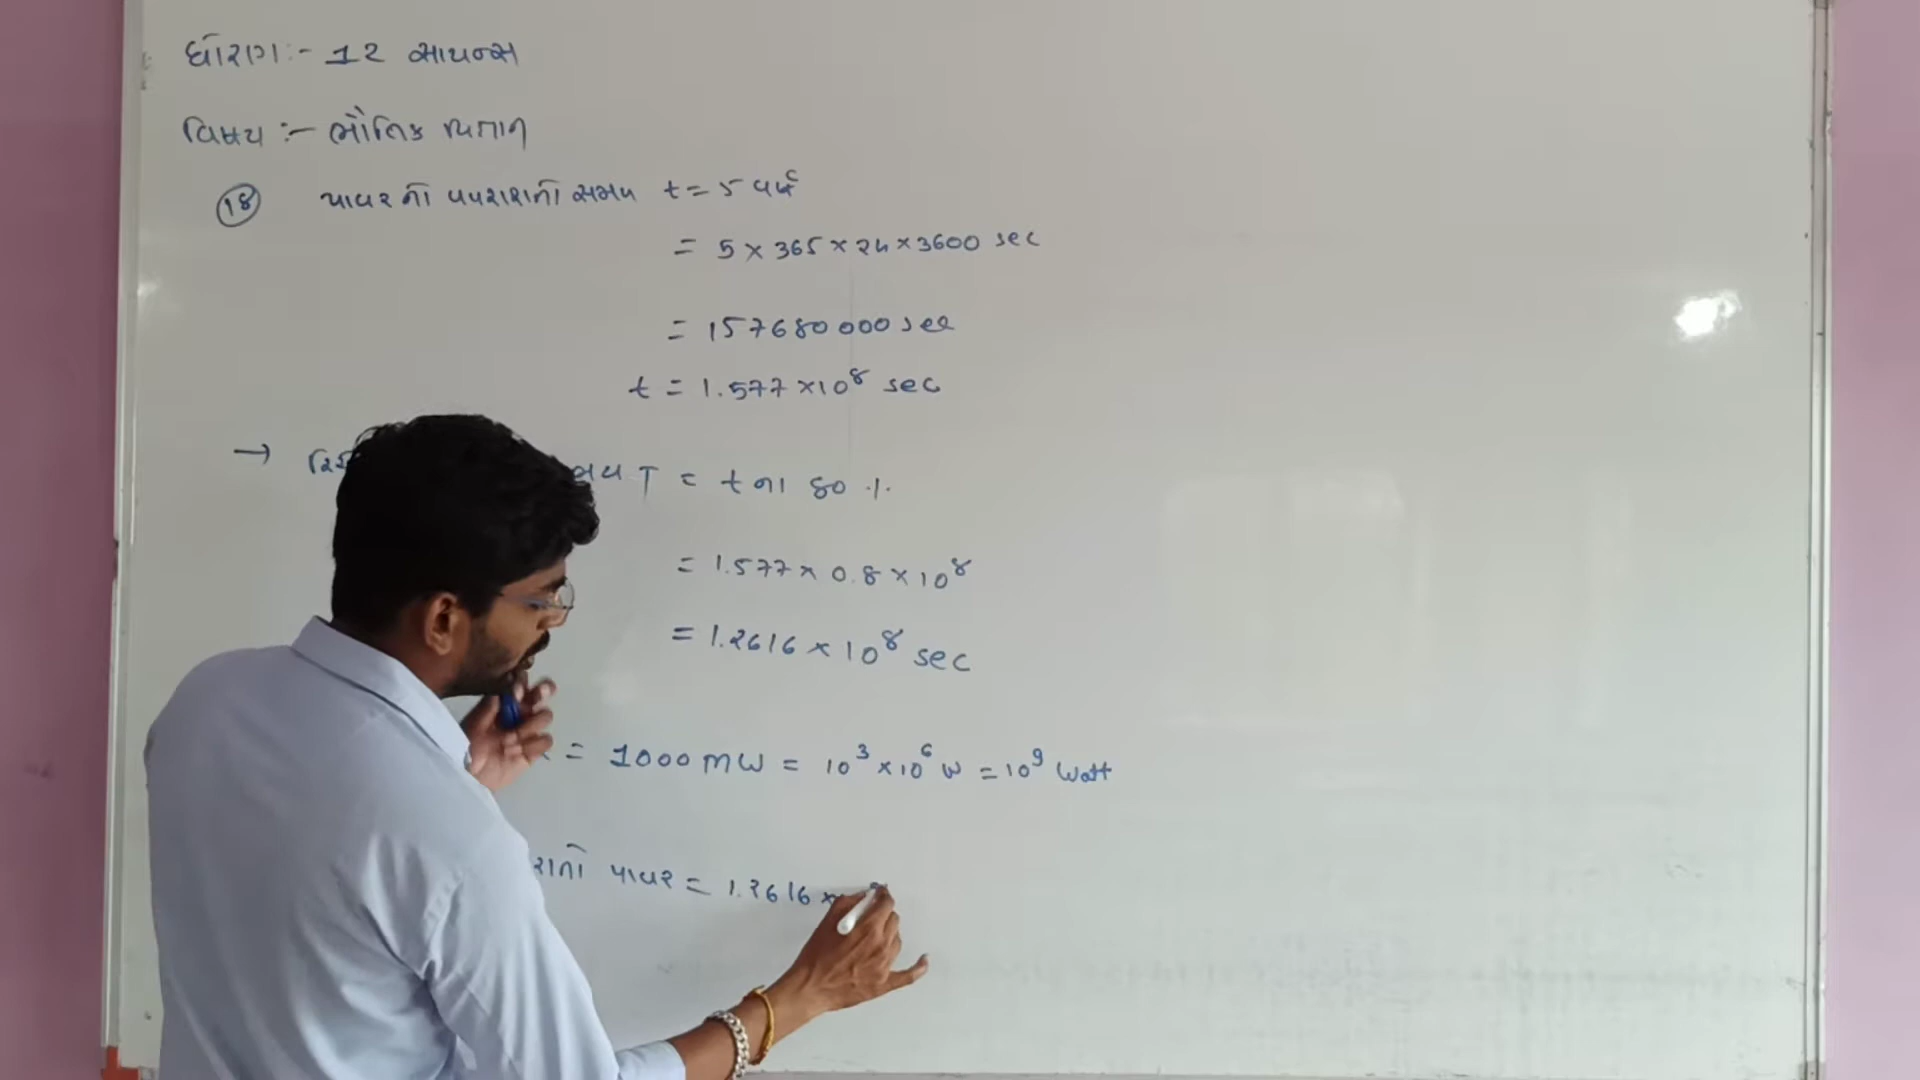 ધોરણ :- 12 સાયન્સ
વિષય :- ભૌતિક વિજ્ઞાન
18 પાવરનો વપરાશનો સમય t = 5 વર્ષ
= 5 × 365 × 24 × 3600 sec
= 157680000 sec
t = 1.577 × 10⁸ sec
→ સમય T = t ના 80 %
= 1.577 × 0.8 × 10⁸
= 1.2616 × 10⁸ sec
= 1000 MW = 10³ × 10⁶ W = 10⁹ Watt
પાવર = 1.2616 ×